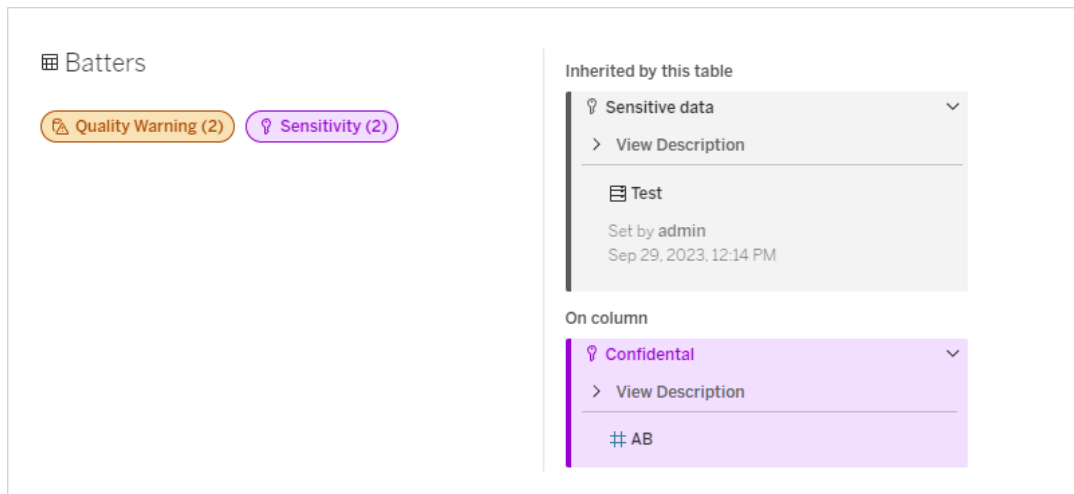 Batters
Quality Warning (2) Sensitivity (2)
Inherited by this table
Sensitive data
View Description
Test
Set by admin
Sep 29, 2023, 12:14 PM
On column
Confidental
View Description
AB